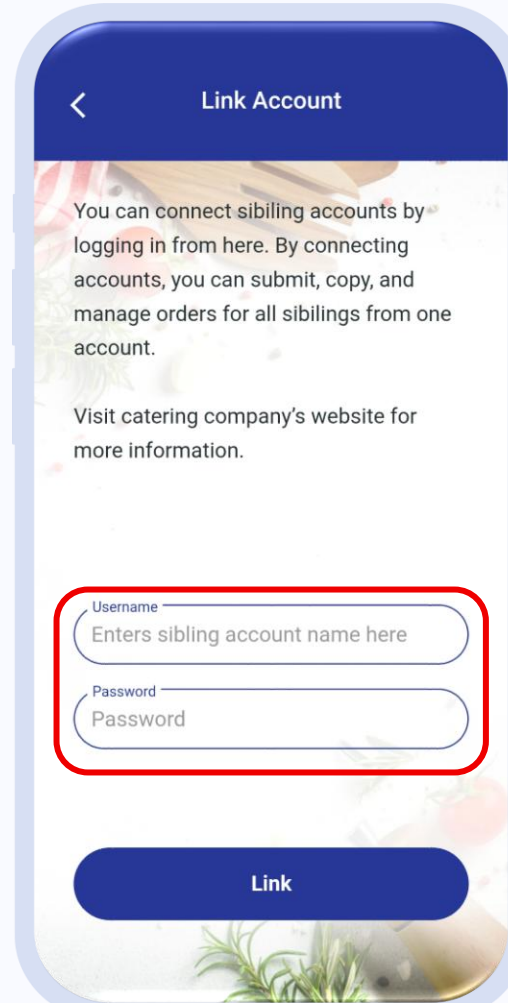 Link Account
You can connect sibiling accounts by
logging in from here. By connecting
accounts, you can submit, copy, and
manage orders for all sibilings from one
account.
Visit catering company's website for
more information.
Username
Enters sibling account name here
Password
Password
Link